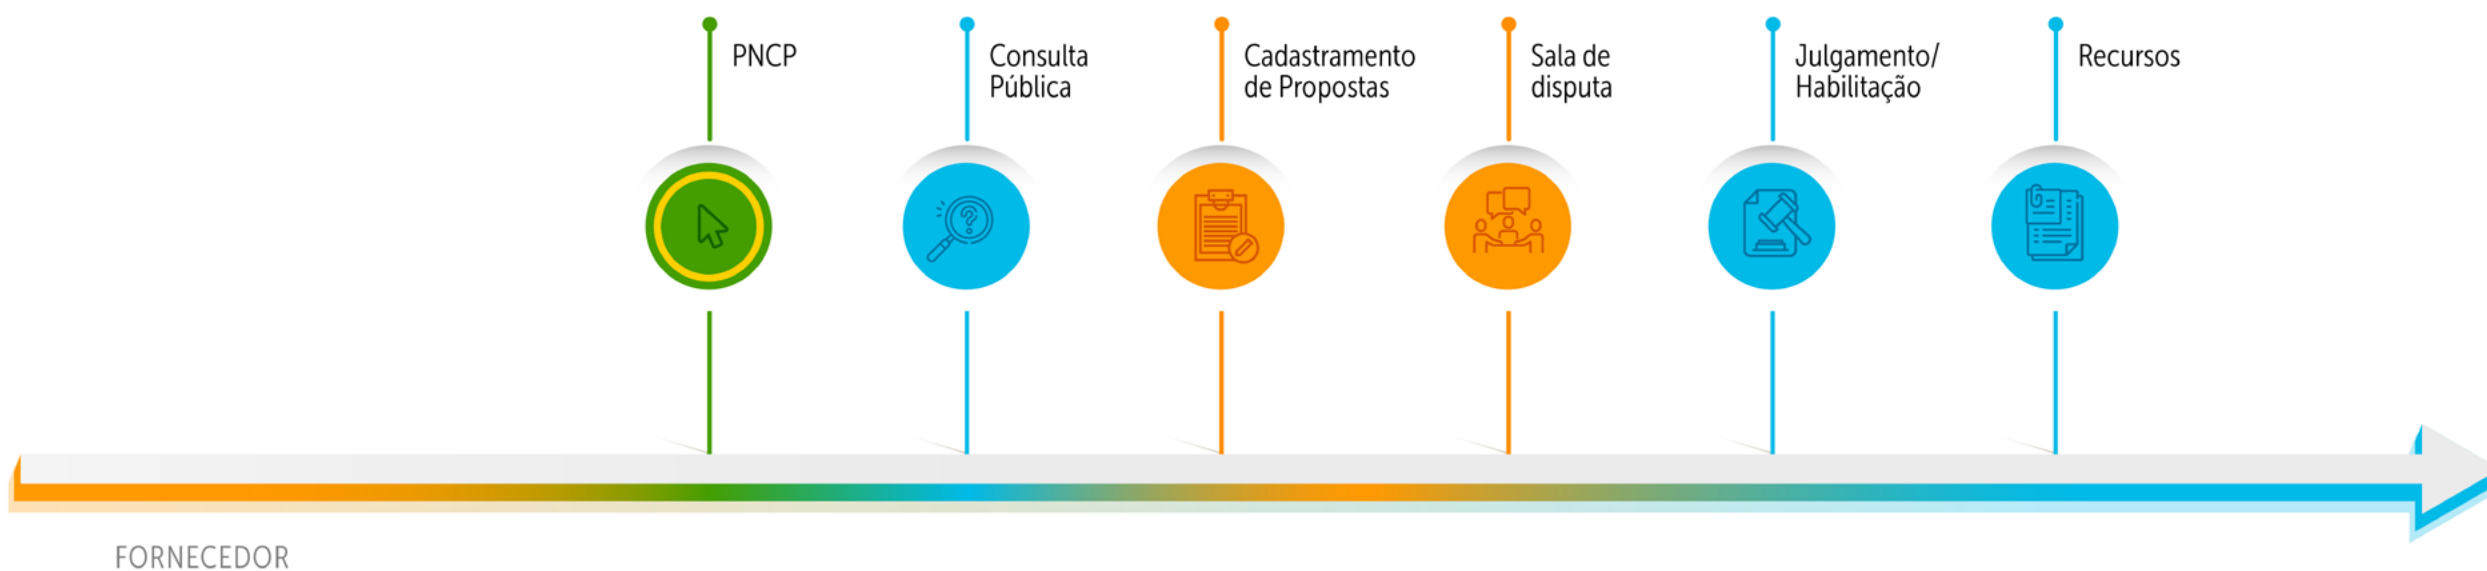 PNCP
Consulta
Pública
Cadastramento
de Propostas
Sala de
disputa
Julgamento/
Habilitação
Recursos
FORNECEDOR